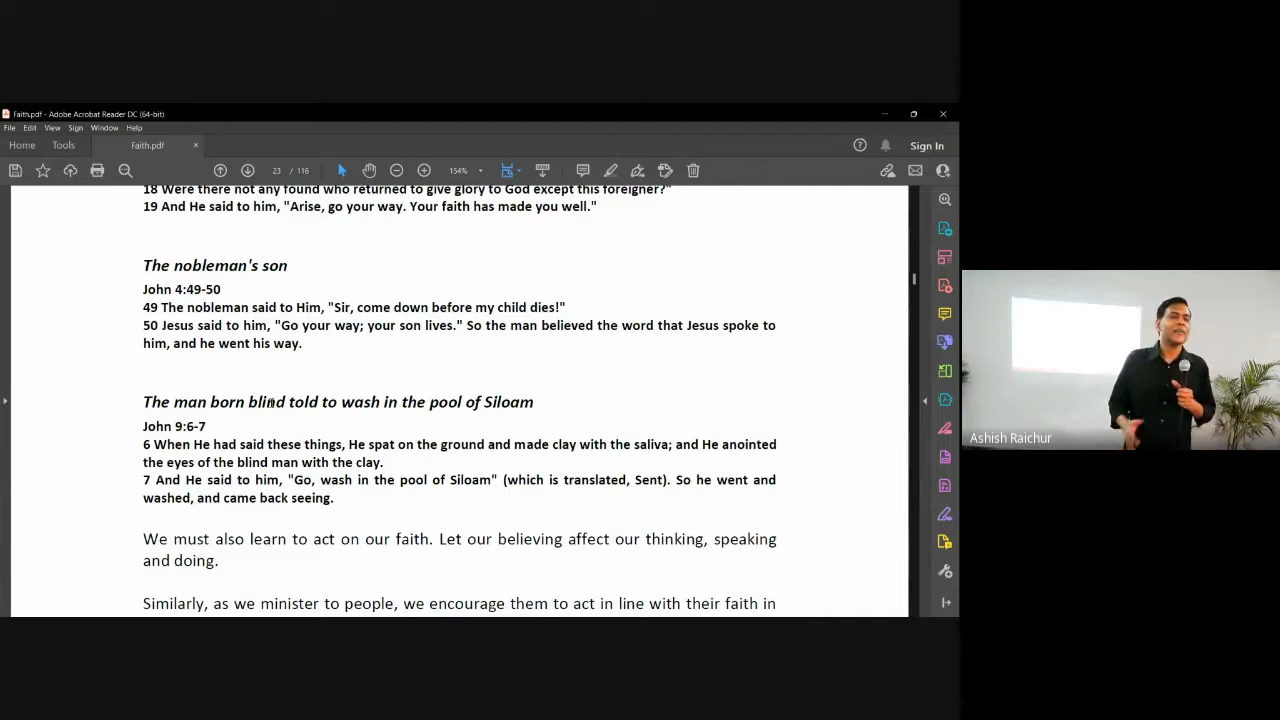 Faith.pdf - Adobe Acrobat Reader DC (64-bit)
File Edit View Sign Window Help
Home Tools Faith.pdf × Sign In
23 / 116 154%
18 Were there not any found who returned to give glory to God except this foreigner?"
19 And He said to him, "Arise, go your way. Your faith has made you well."
The nobleman's son
John 4:49-50
49 The nobleman said to Him, "Sir, come down before my child dies!"
50 Jesus said to him, "Go your way; your son lives." So the man believed the word that Jesus spoke to
him, and he went his way.
The man born blind told to wash in the pool of Siloam
John 9:6-7
6 When He had said these things, He spat on the ground and made clay with the saliva; and He anointed
the eyes of the blind man with the clay.
7 And He said to him, "Go, wash in the pool of Siloam" (which is translated, Sent). So he went and
washed, and came back seeing.
We must also learn to act on our faith. Let our believing affect our thinking, speaking
and doing.
Similarly, as we minister to people, we encourage them to act in line with their faith in
Ashish Raichur